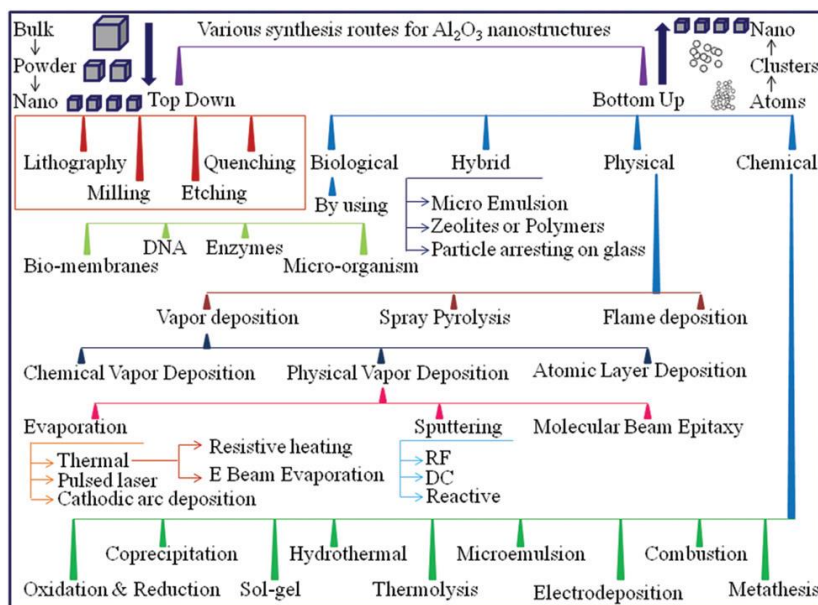 Various synthesis routes for Al₂O₃ nanostructures
Bulk
Powder
Nano
Top Down
Bottom Up
Nano
Clusters
Atoms
Lithography
Milling
Etching
Quenching
Biological
Hybrid
Physical
Chemical
By using
Micro Emulsion
Zeolites or Polymers
Particle arresting on glass
Bio-membranes
DNA
Enzymes
Micro-organism
Vapor deposition
Spray Pyrolysis
Flame deposition
Chemical Vapor Deposition
Physical Vapor Deposition
Atomic Layer Deposition
Evaporation
Sputtering
Molecular Beam Epitaxy
Thermal
Pulsed laser
Cathodic arc deposition
Resistive heating
E Beam Evaporation
RF
DC
Reactive
Coprecipitation
Hydrothermal
Microemulsion
Combustion
Oxidation & Reduction
Sol-gel
Thermolysis
Electrodeposition
Metathesis